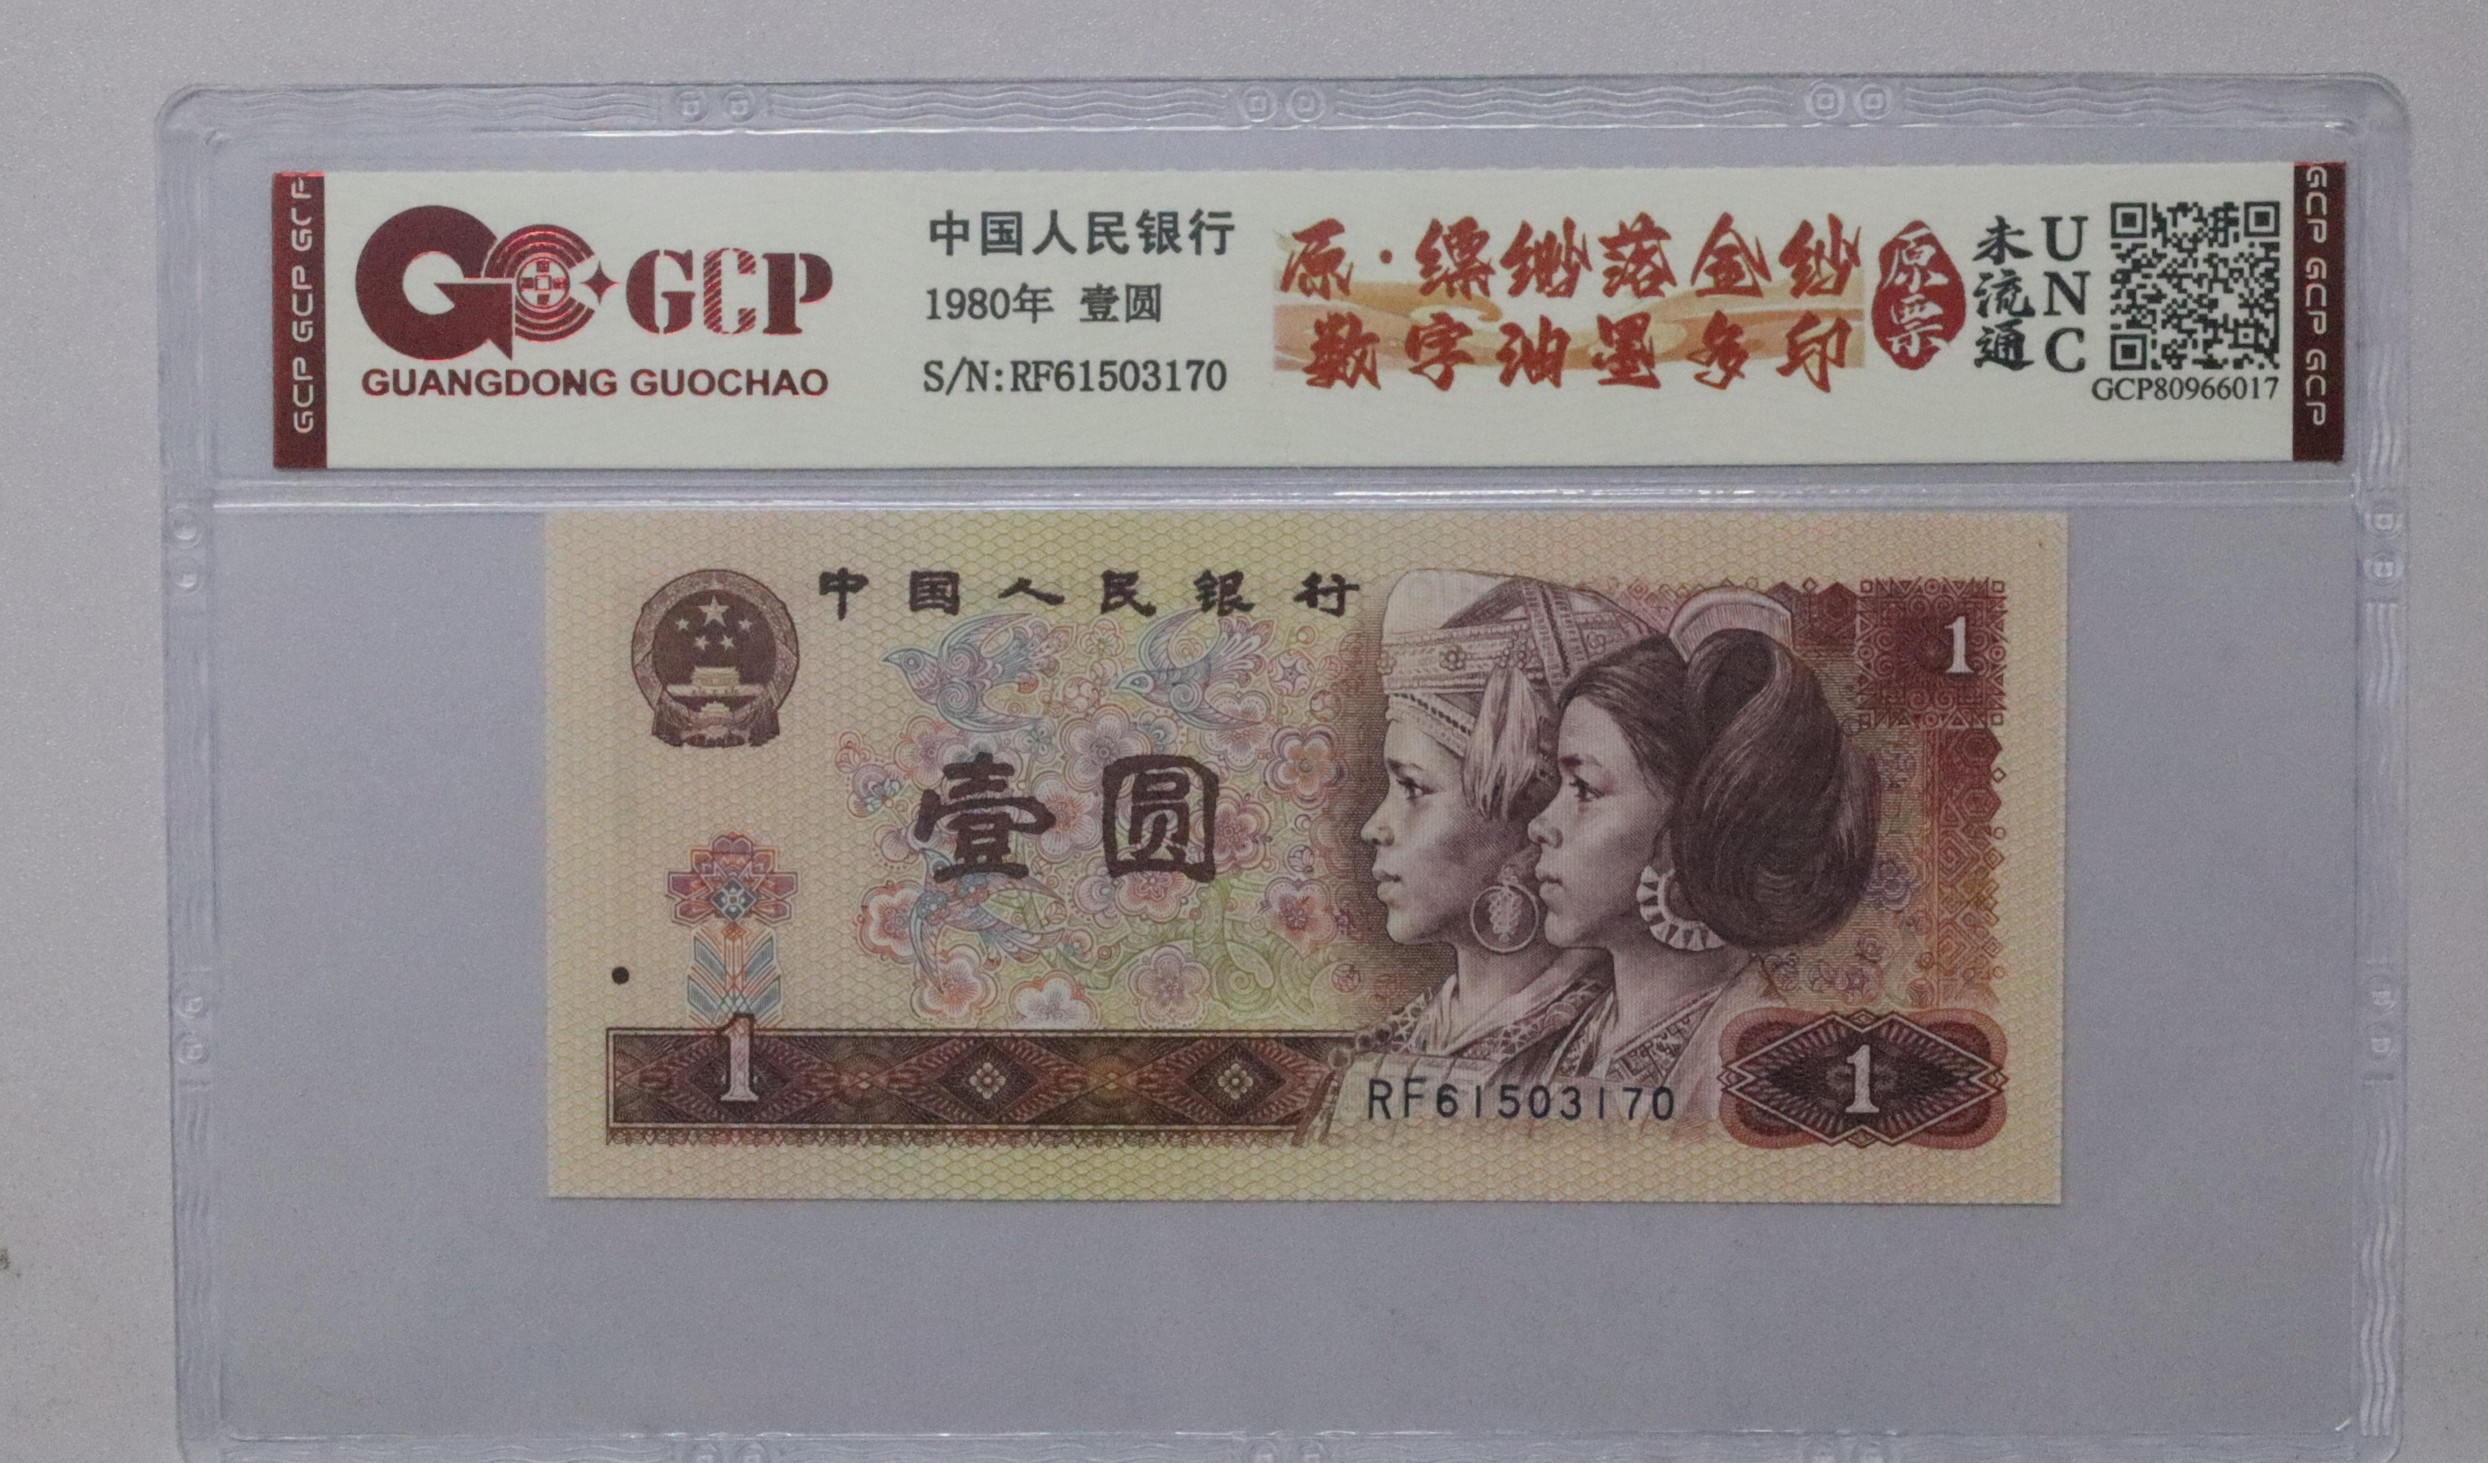 GCP GCP GCP
GCP
GUANGDONG GUOCHAO
中国人民银行
1980年 壹圆
S/N:RF61503170
原·缥缈落金纱
数字油墨多印
原票
未流通
UNC
GCP80966017
GCP GCP GCP
中国人民银行
1
壹圆
1
RF61503170
1